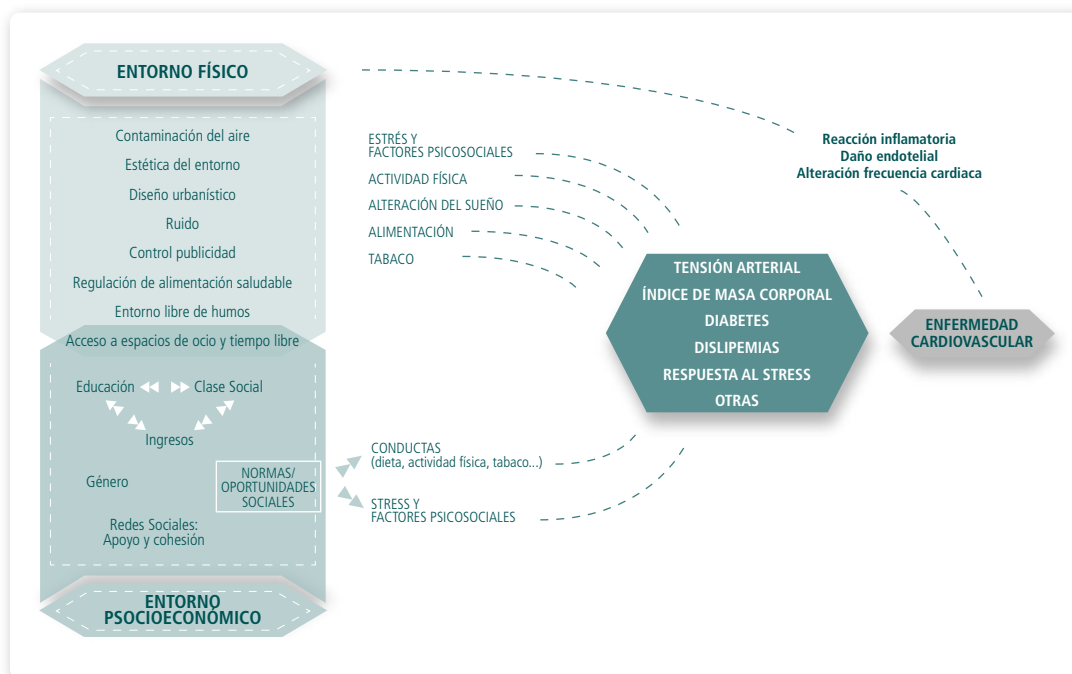 ENTORNO FÍSICO
Contaminación del aire
Estética del entorno
Diseño urbanístico
Ruido
Control publicidad
Regulación de alimentación saludable
Entorno libre de humos
Acceso a espacios de ocio y tiempo libre
Educación
Clase Social
Ingresos
Género
NORMAS/
OPORTUNIDADES
SOCIALES
Redes Sociales:
Apoyo y cohesión
ENTORNO
PSOCIOECONÓMICO
ESTRÉS Y
FACTORES PSICOSOCIALES
ACTIVIDAD FÍSICA
ALTERACIÓN DEL SUEÑO
ALIMENTACIÓN
TABACO
CONDUCTAS
(dieta, actividad física, tabaco...)
STRESS Y
FACTORES PSICOSOCIALES
TENSIÓN ARTERIAL
ÍNDICE DE MASA CORPORAL
DIABETES
DISLIPEMIAS
RESPUESTA AL STRESS
OTRAS
Reacción inflamatoria
Daño endotelial
Alteración frecuencia cardiaca
ENFERMEDAD
CARDIOVASCULAR